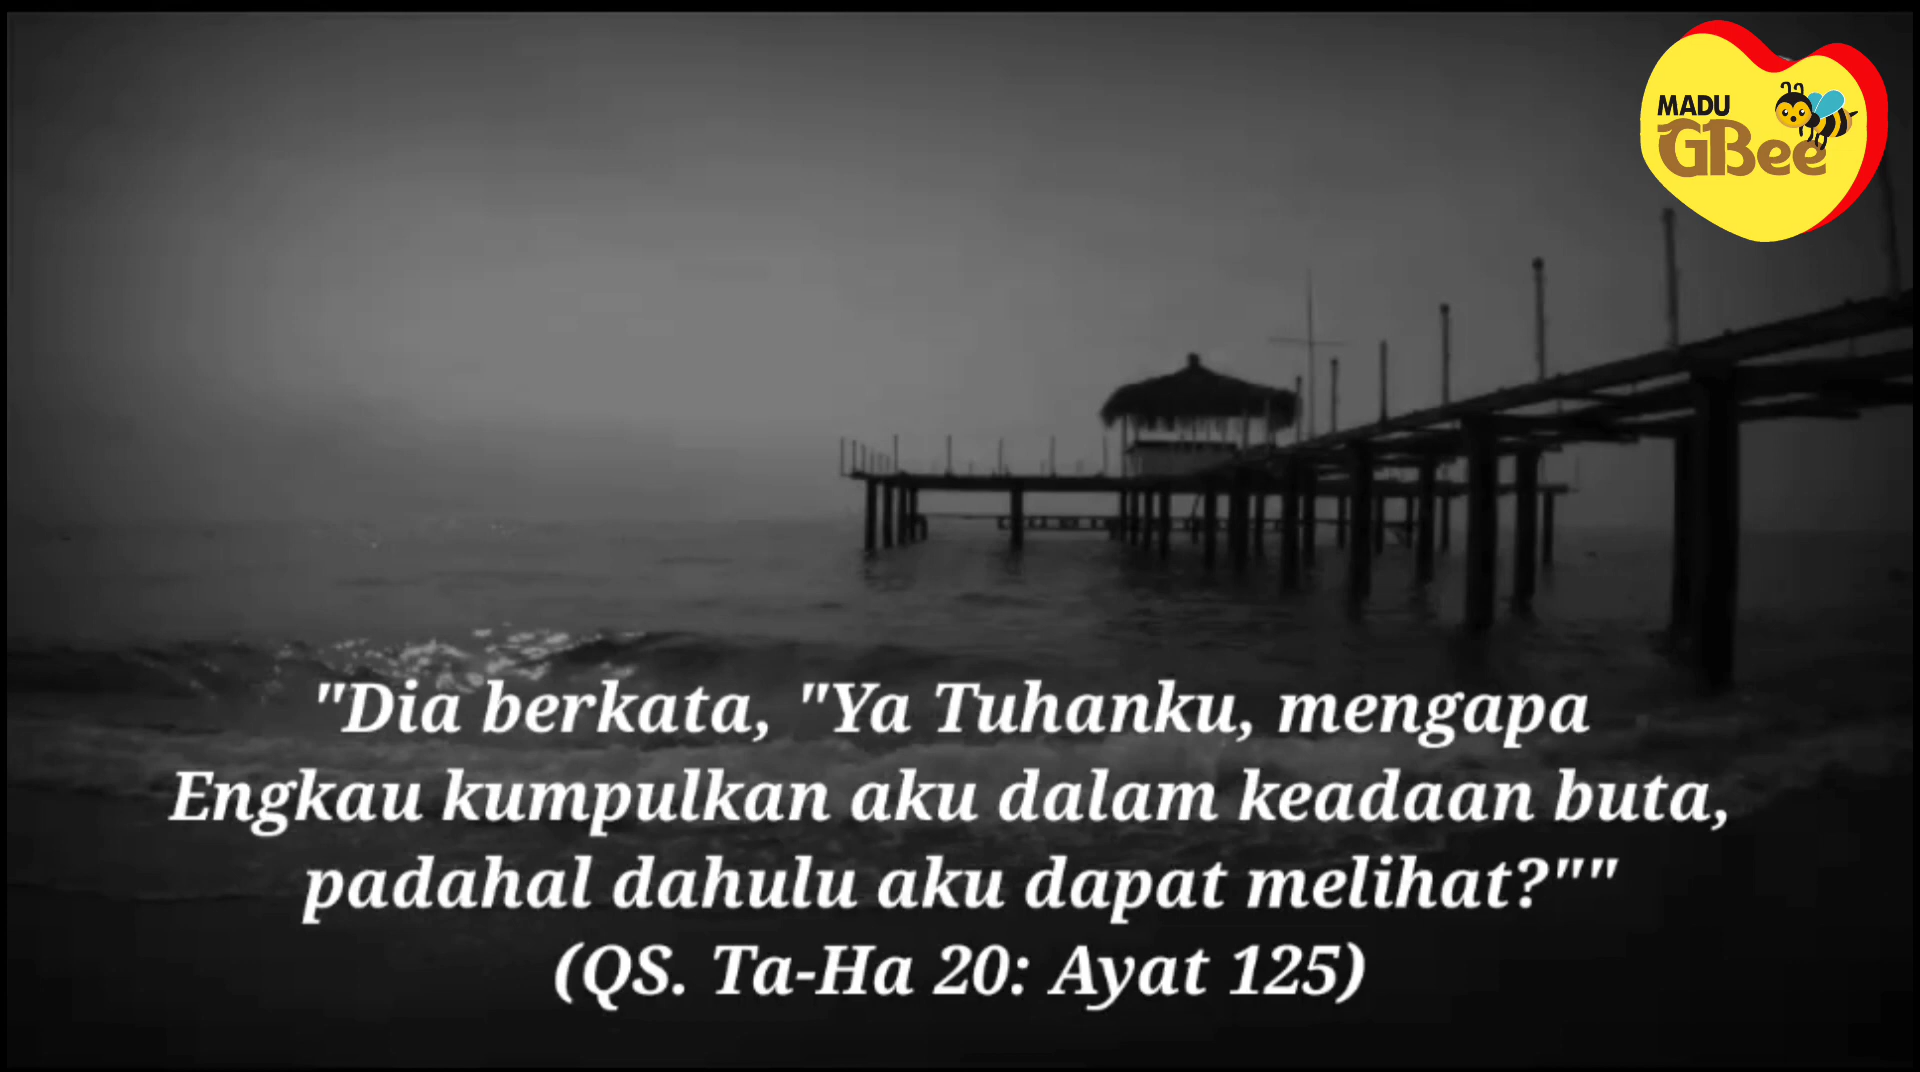 MADU
GBee
"Dia berkata, "Ya Tuhanku, mengapa
Engkau kumpulkan aku dalam keadaan buta,
padahal dahulu aku dapat melihat?""
(QS. Ta-Ha 20: Ayat 125)